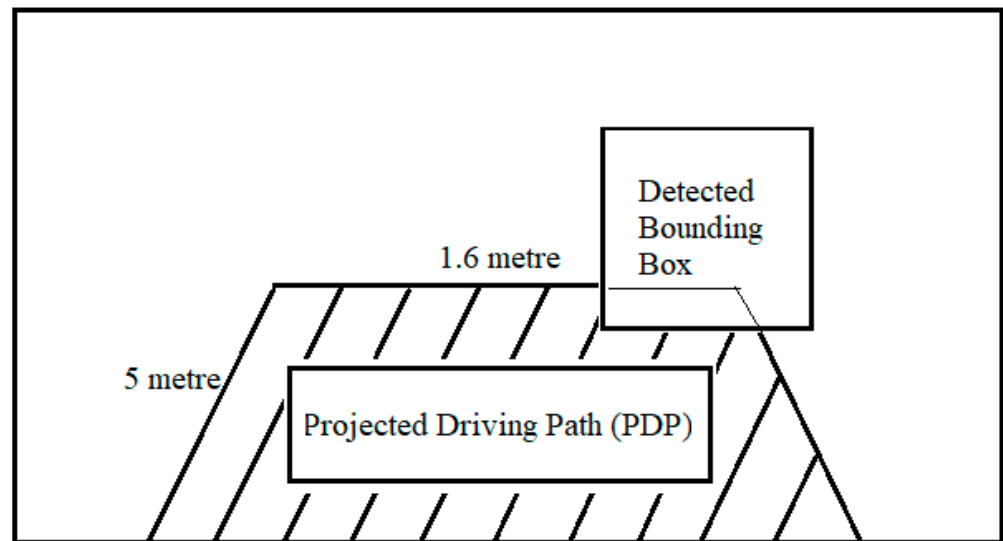 Detected
Bounding
Box
1.6 metre
5 metre
Projected Driving Path (PDP)